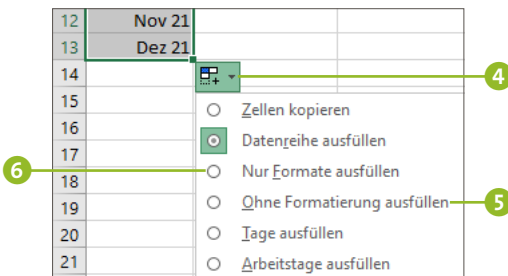 12 Nov 21
13 Dez 21
14 4
15 Zellen kopieren
16 Datenreihe ausfüllen
17 Nur Formate ausfüllen
6
18
19 Ohne Formatierung ausfüllen 5
20 Tage ausfüllen
21 Arbeitstage ausfüllen